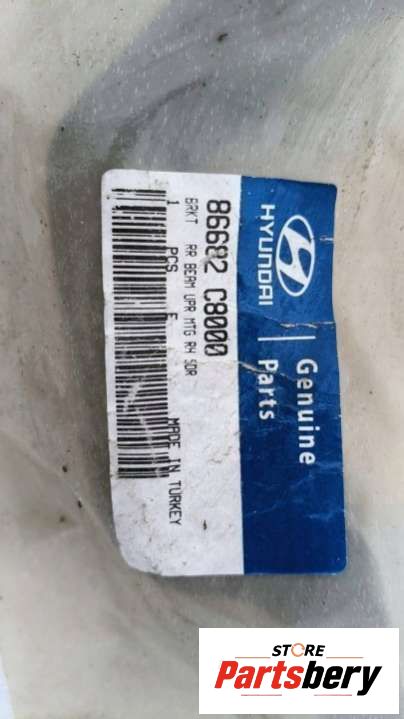 HYUNDAI
Genuine
Parts
86682 C8000
BRKT RR BEAM UPR MTG RH SDR
1 PCS E
MADE IN TURKEY
STORE
Partsbery